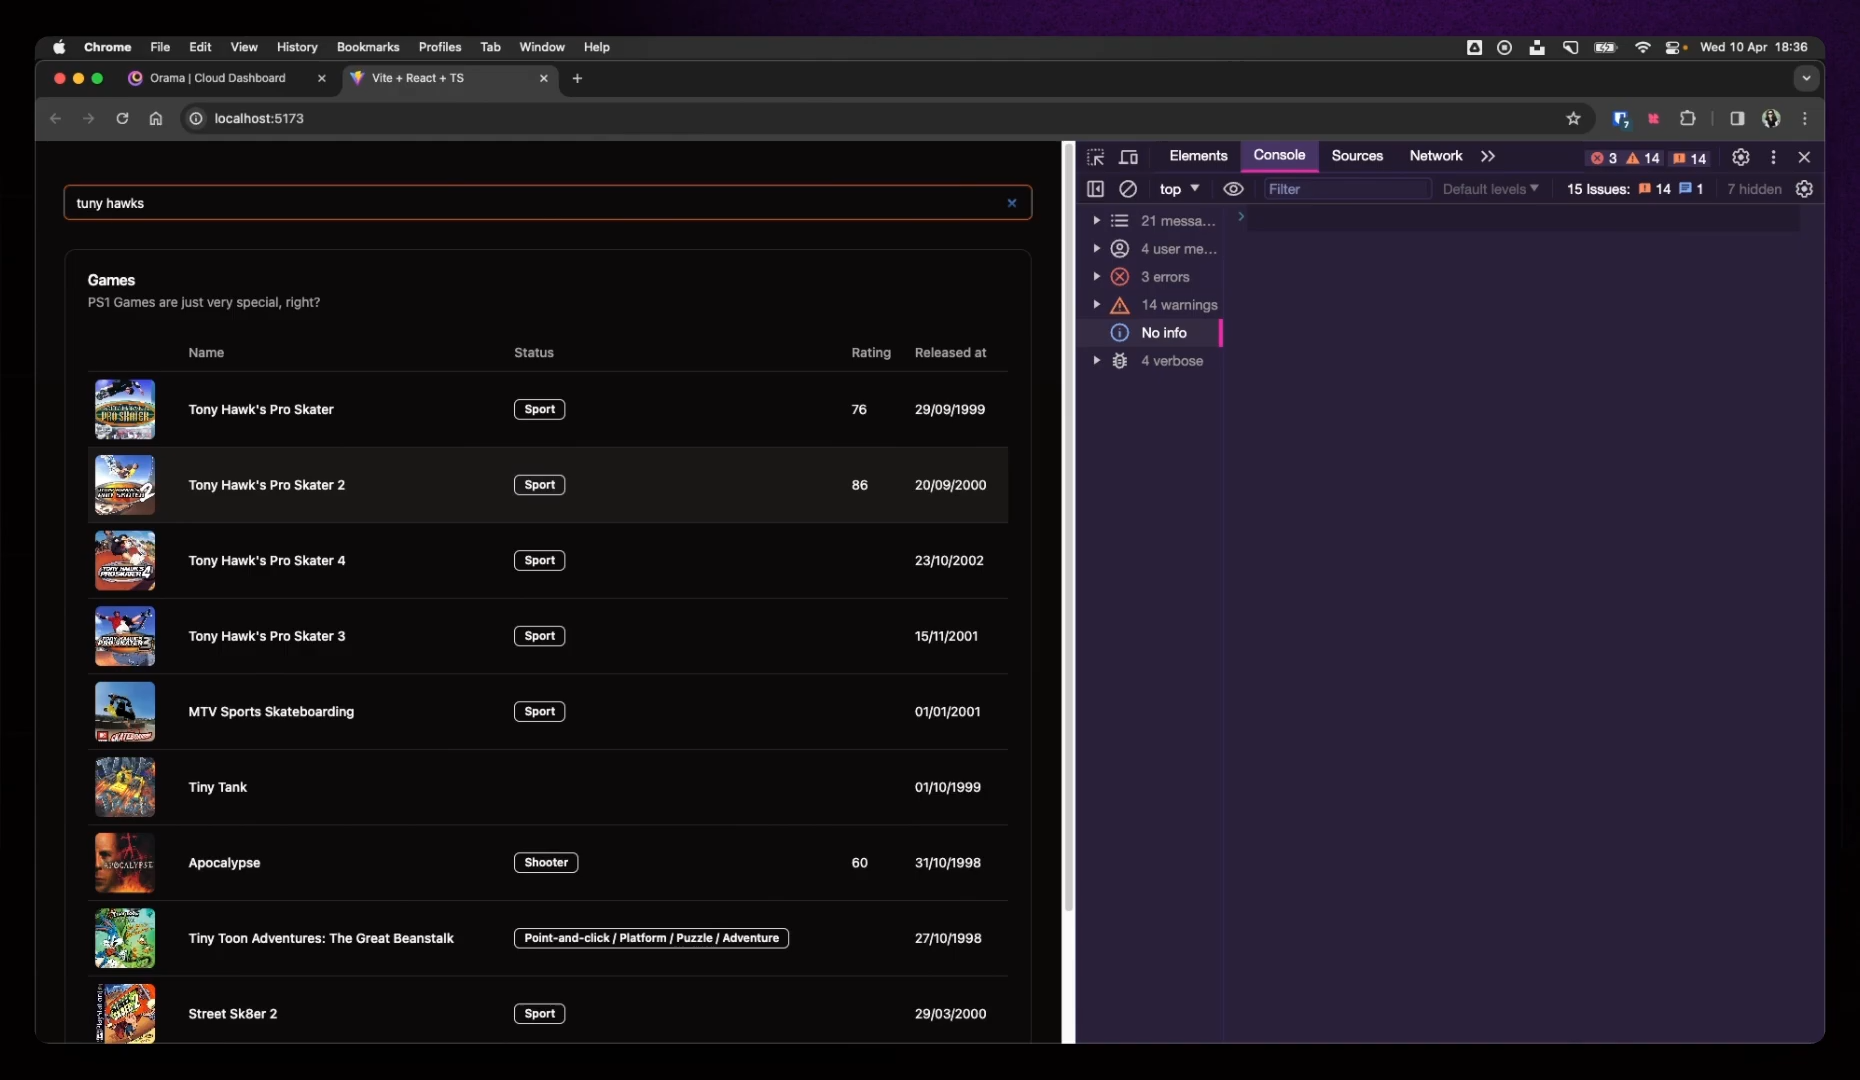 Chrome File Edit View History Bookmarks Profiles Tab Window Help Wed 10 Apr 18:36
Orama | Cloud Dashboard Vite + React + TS
localhost:5173
Elements Console Sources Network 3 14 14
top Filter Default levels 15 Issues: 14 1 7 hidden
tuny hawks
21 messa...
4 user me...
3 errors
14 warnings
No info
4 verbose
Games
PS1 Games are just very special, right?
Name Status Rating Released at
Tony Hawk's Pro Skater Sport 76 29/09/1999
Tony Hawk's Pro Skater 2 Sport 86 20/09/2000
Tony Hawk's Pro Skater 4 Sport 23/10/2002
Tony Hawk's Pro Skater 3 Sport 15/11/2001
MTV Sports Skateboarding Sport 01/01/2001
Tiny Tank 01/10/1999
APOCALYPSE
Apocalypse Shooter 60 31/10/1998
Tiny Toon Adventures: The Great Beanstalk Point-and-click / Platform / Puzzle / Adventure 27/10/1998
Street Sk8er 2 Sport 29/03/2000